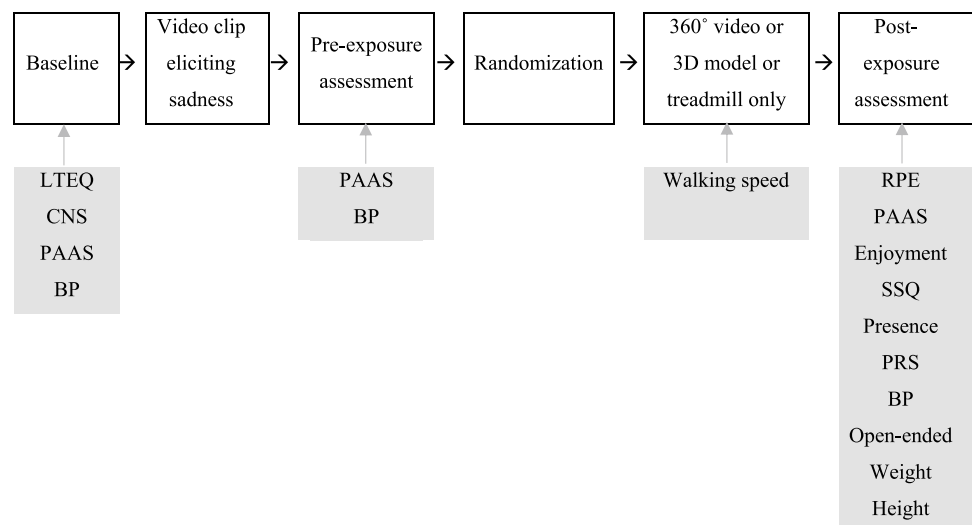 Baseline
Video clip
eliciting
sadness
Pre-exposure
assessment
Randomization
360˚ video or
3D model or
treadmill only
Post-
exposure
assessment
LTEQ
CNS
PAAS
BP
PAAS
BP
Walking speed
RPE
PAAS
Enjoyment
SSQ
Presence
PRS
BP
Open-ended
Weight
Height